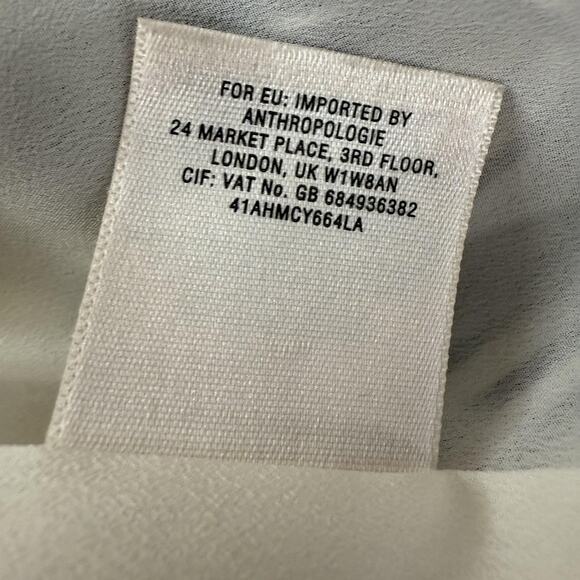 FOR EU: IMPORTED BY
ANTHROPOLOGIE
24 MARKET PLACE, 3RD FLOOR,
LONDON, UK W1W8AN
CIF: VAT No. GB 684936382
41AHMCY664LA